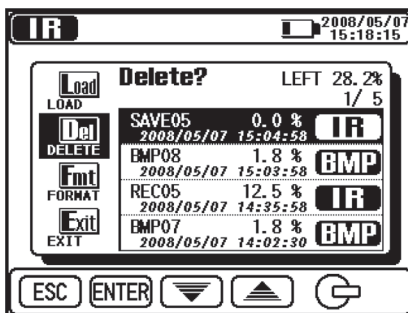 IR
2008/05/07
15:18:15
Load
LOAD
Del
DELETE
Fmt
FORMAT
Exit
EXIT
Delete?
LEFT 28.2%
1/ 5
SAVE05 0.0 % IR
2008/05/07 15:04:58
BMP08 1.8 % BMP
2008/05/07 15:03:58
REC05 12.5 % IR
2008/05/07 14:35:58
BMP07 1.8 % BMP
2008/05/07 14:02:30
ESC ENTER